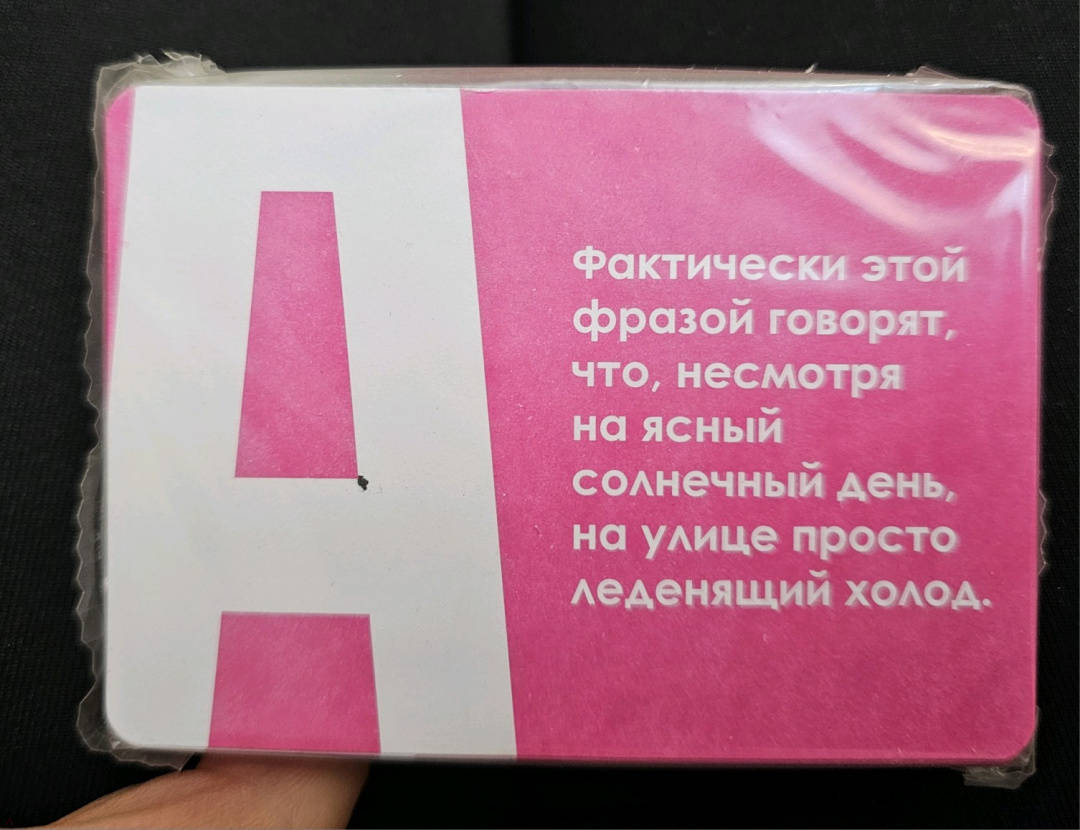 А
Фактически этой
фразой говорят,
что, несмотря
на ясный
солнечный день,
на улице просто
леденящий холод.